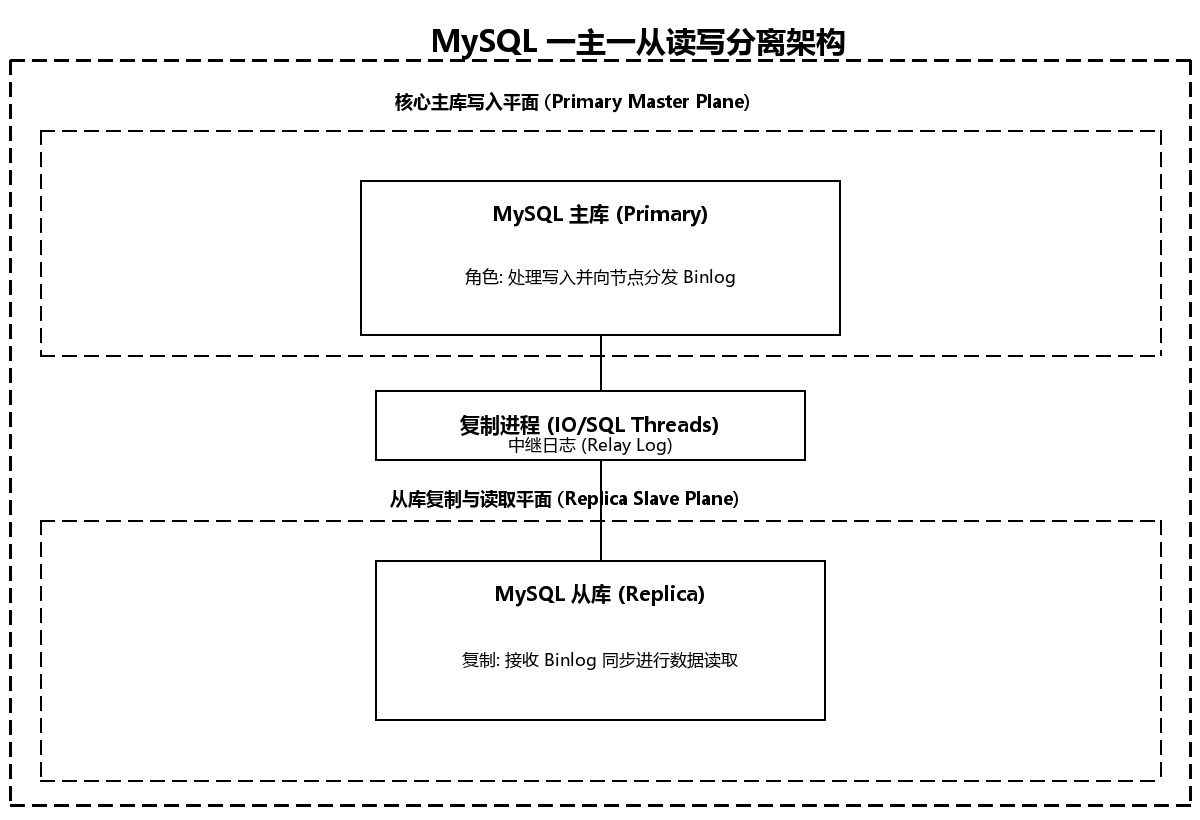 MySQL 一主一从读写分离架构
核心主库写入平面 (Primary Master Plane)
MySQL 主库 (Primary)
角色: 处理写入并向节点分发 Binlog
复制进程 (IO/SQL Threads)
中继日志 (Relay Log)
从库复制与读取平面 (Replica Slave Plane)
MySQL 从库 (Replica)
复制: 接收 Binlog 同步进行数据读取